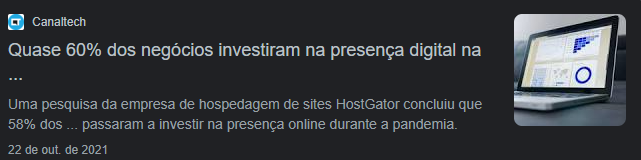 Canaltech
Quase 60% dos negócios investiram na presença digital na
...
Uma pesquisa da empresa de hospedagem de sites HostGator concluiu que
58% dos ... passaram a investir na presença online durante a pandemia.
22 de out. de 2021